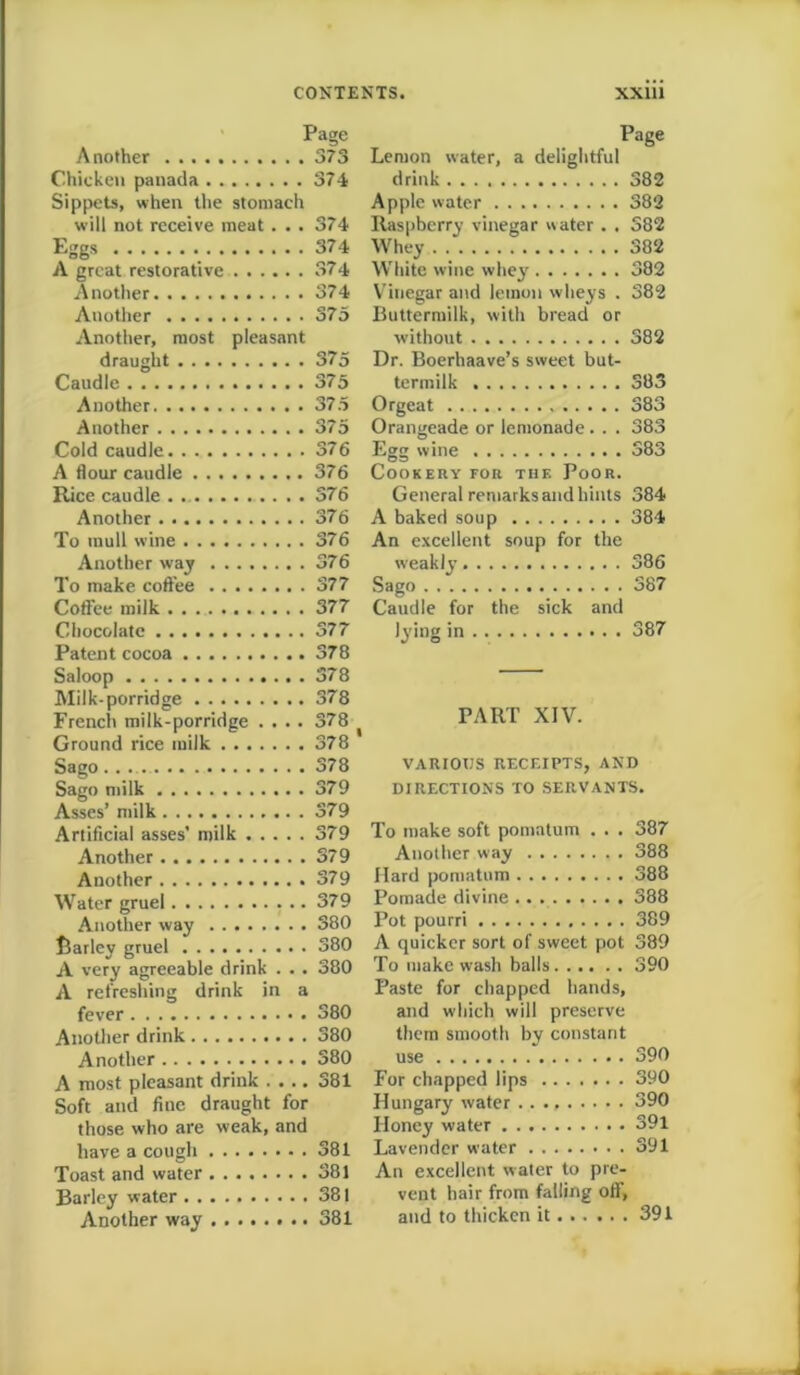 CONTENTS. xxiii
Page
Another ........... 373
Chicken panada ........ 374
Sippets, when the stomach
will not receive meat ... 374
Eggs ............... 374
A great restorative ...... 374
Another............ 374
Another ........... 375
Another, most pleasant
draught .......... 375
Caudle .............. 375
Another............ 375
Another ............ 375
Cold caudle........... 376
A flour caudle ......... 376
Rice caudle ........... 376
Another ............ 376
To mull wine .......... 376
Another way ........ 376
To make coffee ........ 377
Coffee milk ........... 377
Chocolate ............ 377
Patent cocoa .......... 378
Saloop .............. 378
Milk-porridge ......... 378
French milk-porridge .... 378
Ground rice milk ....... 378
Sago ................ 378
Sago milk ............ 379
Asses' milk ............ 379
Artificial asses' milk ..... 379
Another ............ 379
Another ............ 379
Water gruel ........... 379
Another way ........ 380
Barley gruel .......... 380
A very agreeable drink ... 380
A refreshing drink in a
fever .............. 380
Another drink .......... 380
Another ............ 380
A most pleasant drink .... 381
Soft and fine draught for
those who are weak, and
have a cough ........ 381
Toast and water ........ 381
Barley water .......... 381
Another way ........ 381
Page
Lemon water, a delightful
drink .............. 382
Apple water .......... 382
Raspberry vinegar water .. 382
Whey ............... 382
White wine whey ....... 382
Vinegar and lemon wheys . 382
Buttermilk, with bread or
without ............ 382
Dr. Boerhaave's sweet but-
termilk ............ 383
Orgeat .............. 383
Orangeade or lemonade ... 383
Egg wine ............ 383
COOKERY FOR THE POOR.
General remarks and hints 384
A baked soup ......... 384
An excellent soup for the
weakly ............ 386
Sago ................ 387
Caudle for the sick and
lying in ............ 387
PART XIV.
VARIOUS RECEIPTS, AND
DIRECTIONS TO SERVANTS.
To make soft pomatum ... 387
Another way ........ 388
Hard pomatum ......... 388
Pomade divine ......... 388
Pot pourri ............ 389
A quicker sort of sweet pot 389
To make wash balls...... 390
Paste for chapped hands,
and which will preserve
them smooth by constant
use ............... 390
For chapped lips ....... 390
Hungary water ......... 390
Honey water .......... 391
Lavender water ........ 391
An excellent water to pre-
vent hair from falling off,
and to thicken it ...... 391